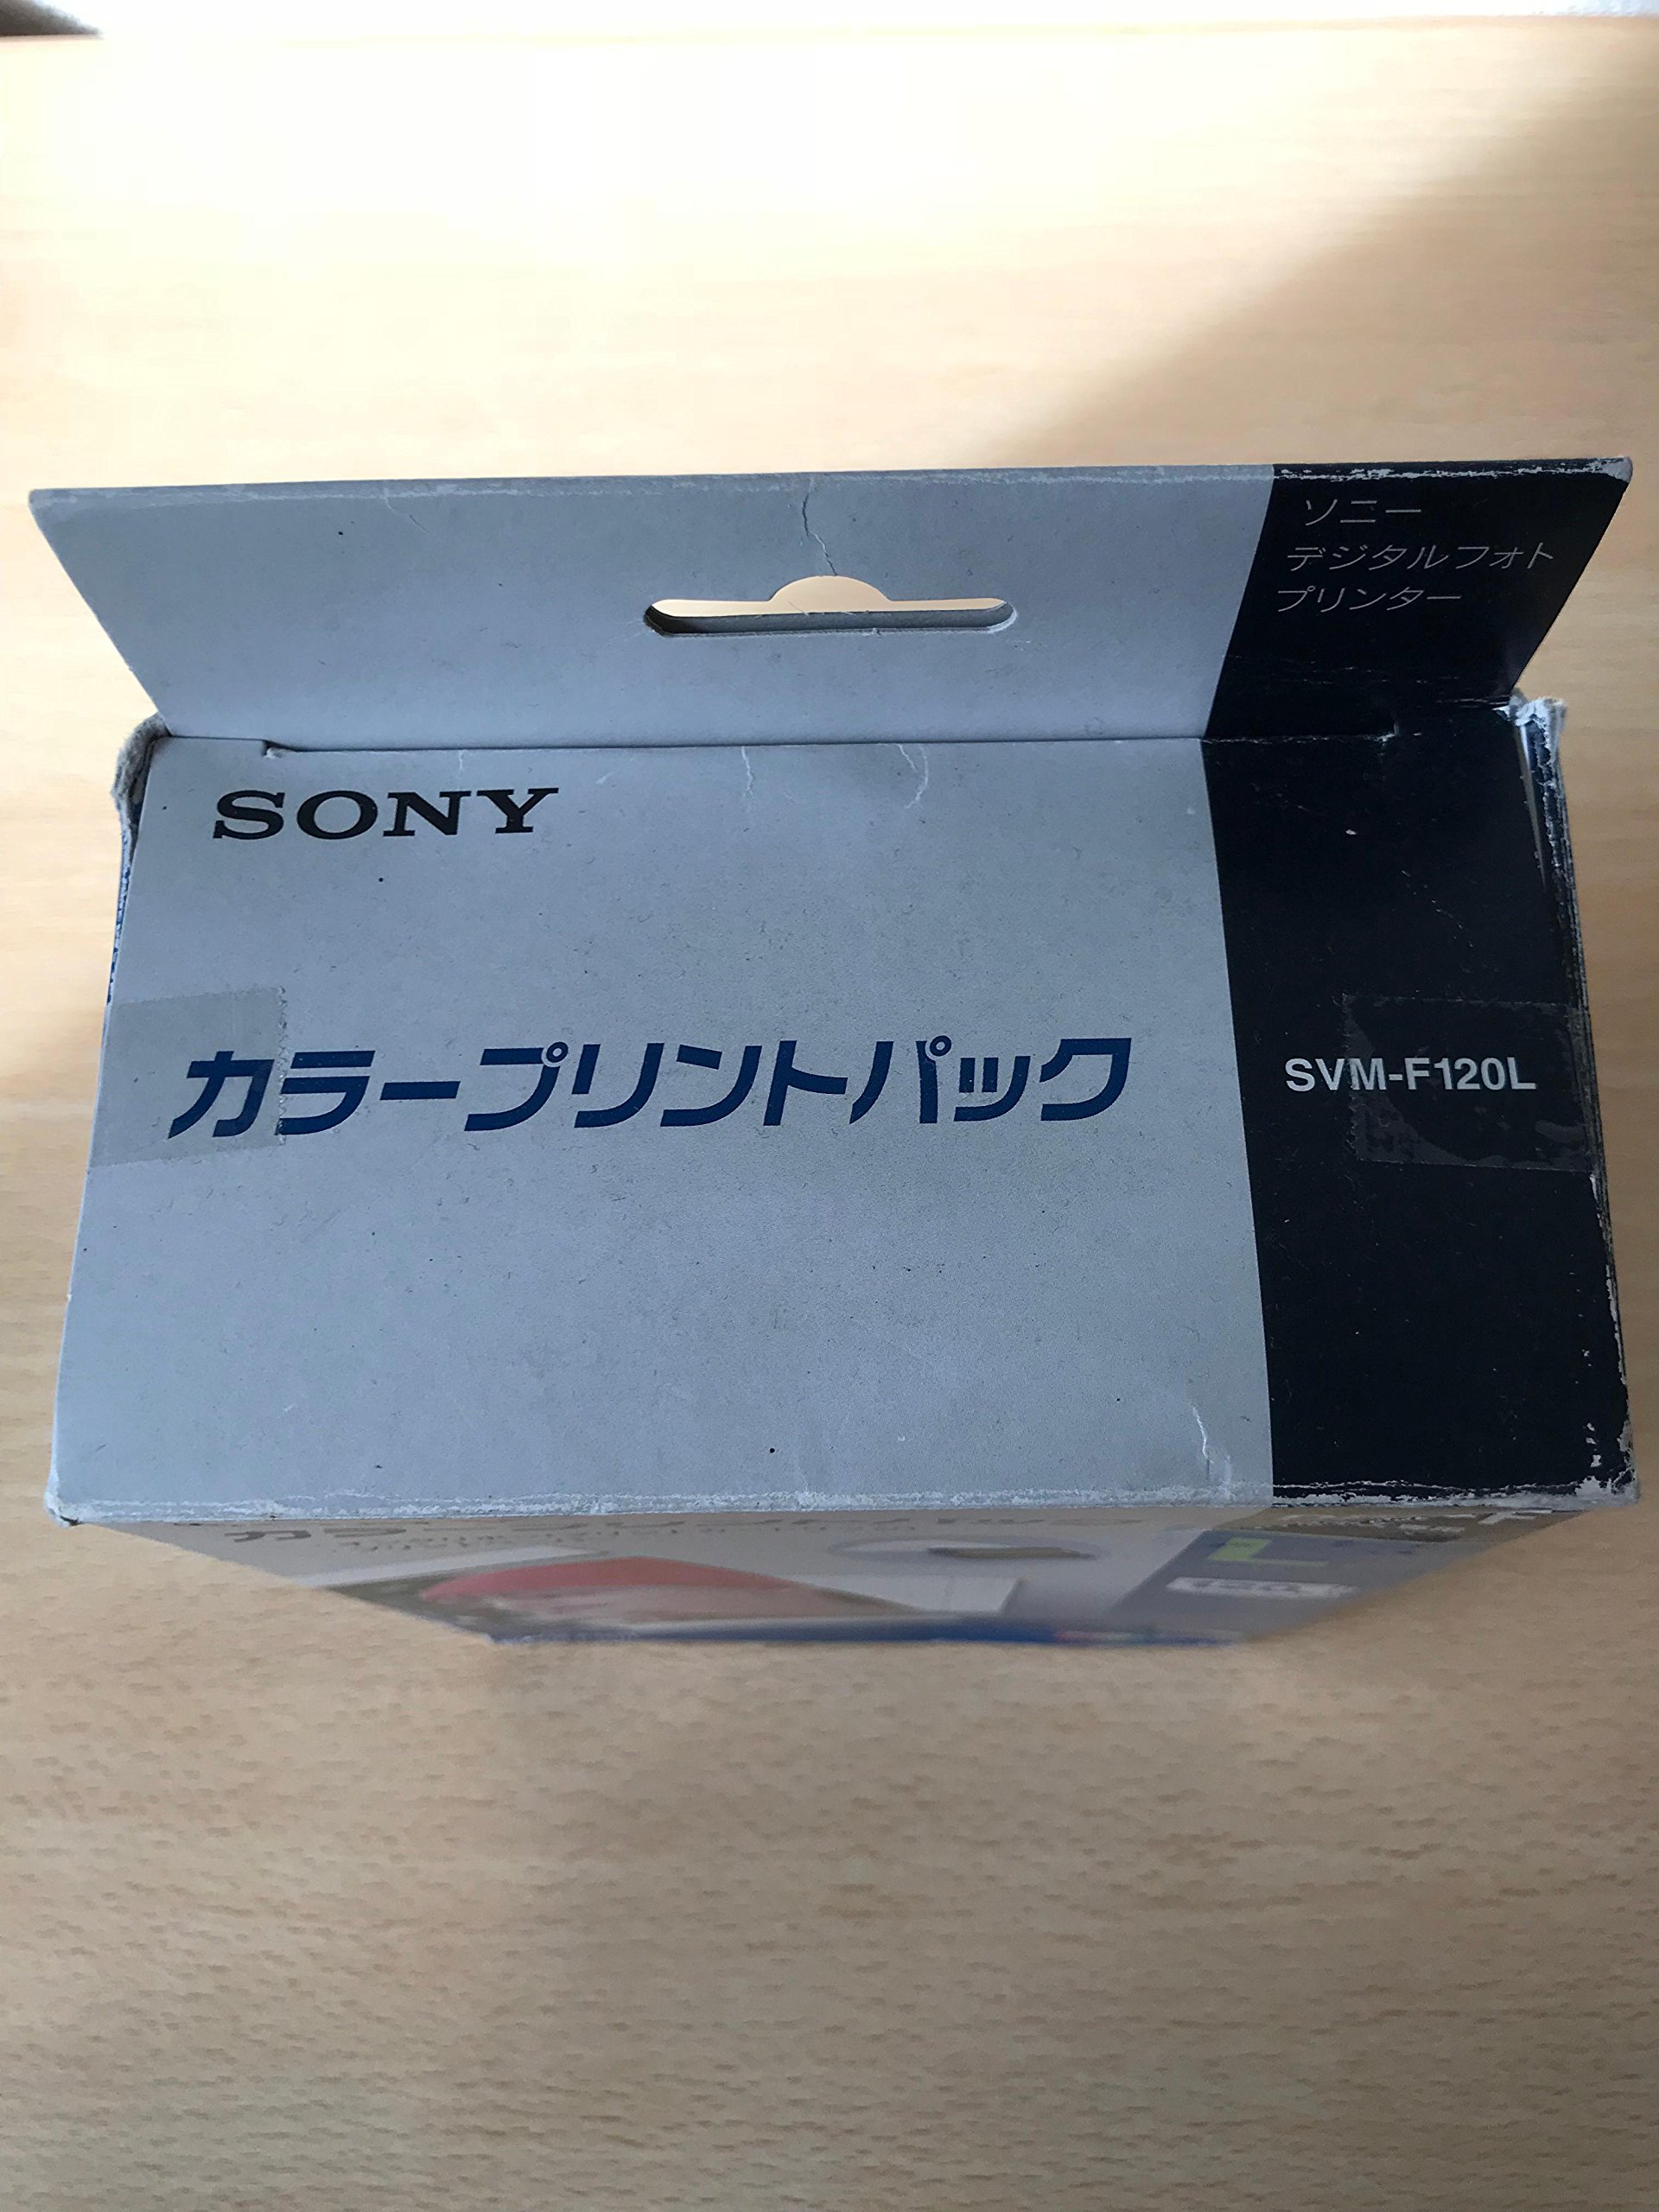 ソニー
デジタルフォト
プリンター
SONY
カラープリントパック
SVM-F120L